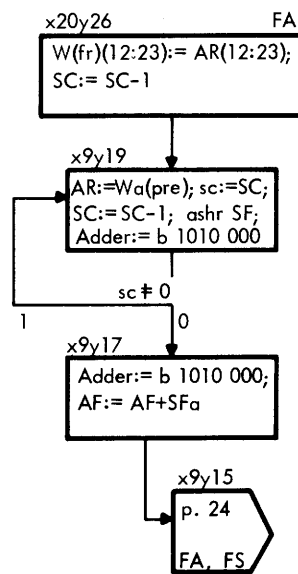 x20y26 FA
W(fr)(12:23):= AR(12:23);
SC:= SC-1
x9y19
AR:=Wa(pre); sc:=SC,
SC:= SC-1; ashr SF;
Adder:= b 1010 000
sc ≠ 0
1 0
x9y17
Adder:= b 1010 000;
AF:= AF+SFa
x9y15
p. 24
FA, FS